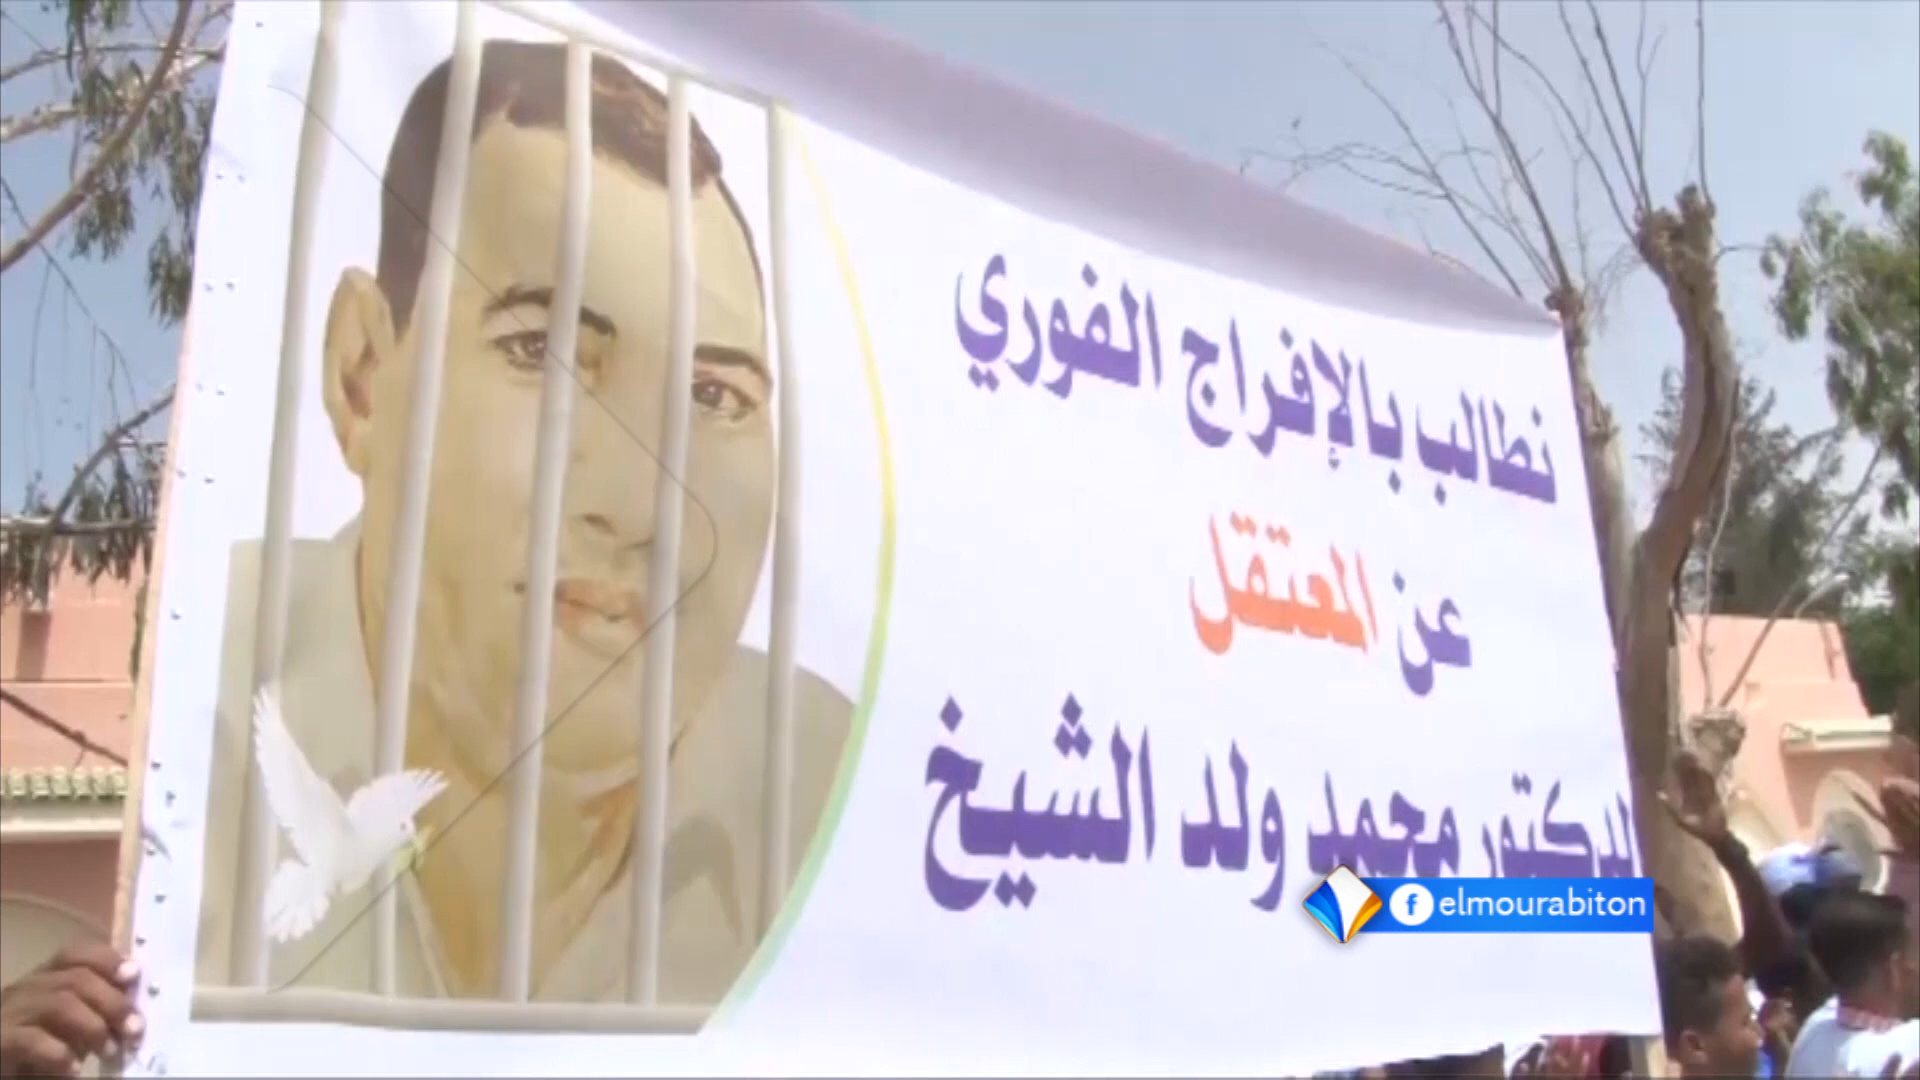 نطالب بالإفراج الفوري
عن المعتقل
الدكتور محمد ولد الشيخ
elmourabiton